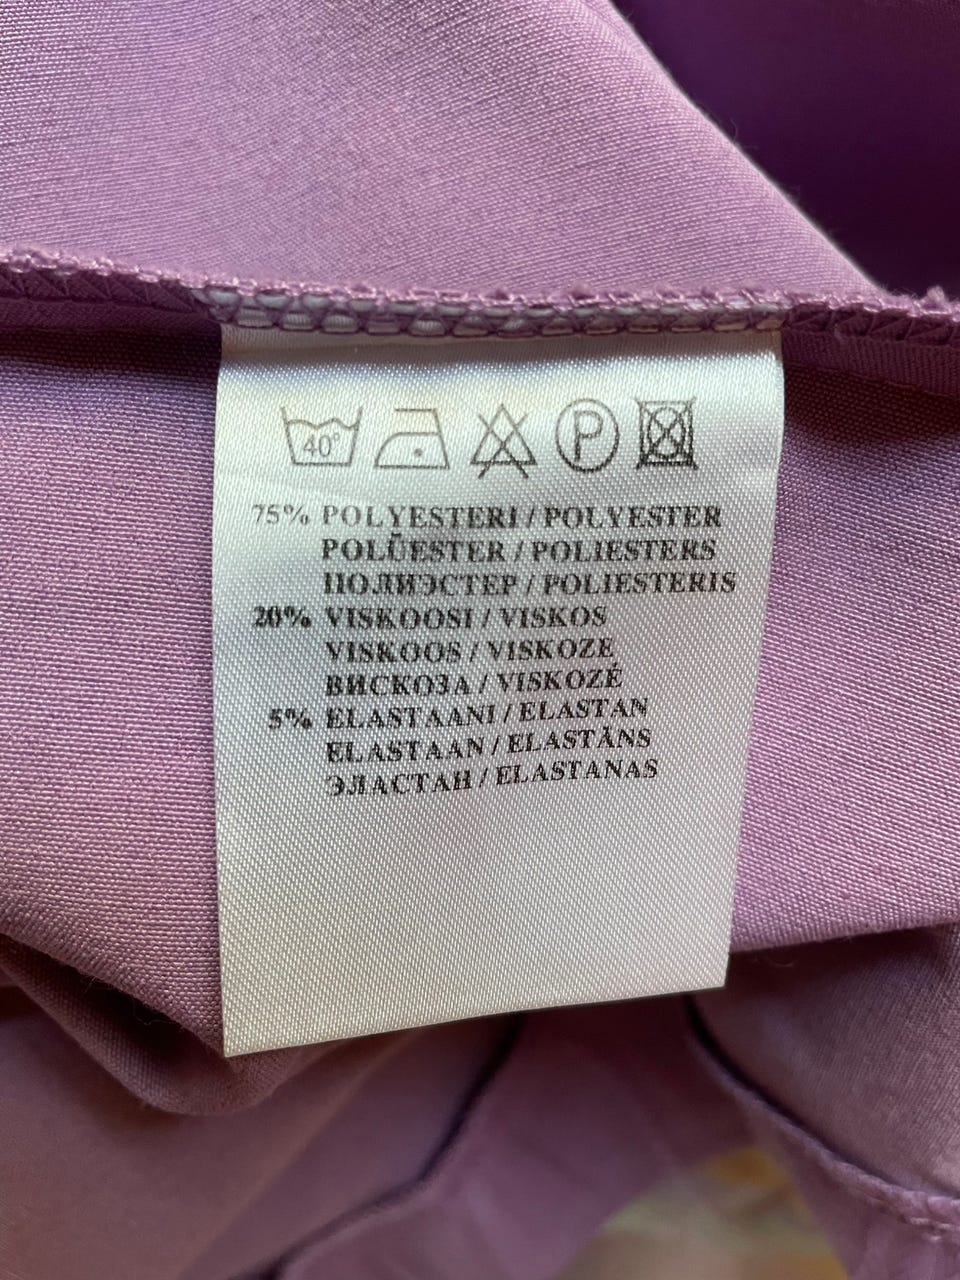 40° P
75% POLYESTERI / POLYESTER
POLÜESTER / POLIESTERS
ПОЛИЭСТЕР / POLIESTERIS
20% VISKOOSI / VISKOS
VISKOOS / VISKOZE
ВИСКОЗА / VISKOZÉ
5% ELASTAANI / ELASTAN
ELASTAAN / ELASTĀNS
ЭЛАСТАН / ELASTANAS